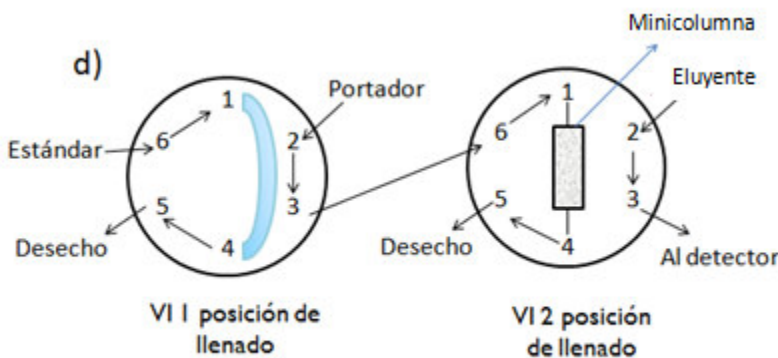 d)
Minicolumna
Portador
Eluyente
1
2
3
4
5
6
Estándar
Desecho
1
2
3
4
5
6
Desecho
Al detector
VI 1 posición de
llenado
VI 2 posición
de llenado